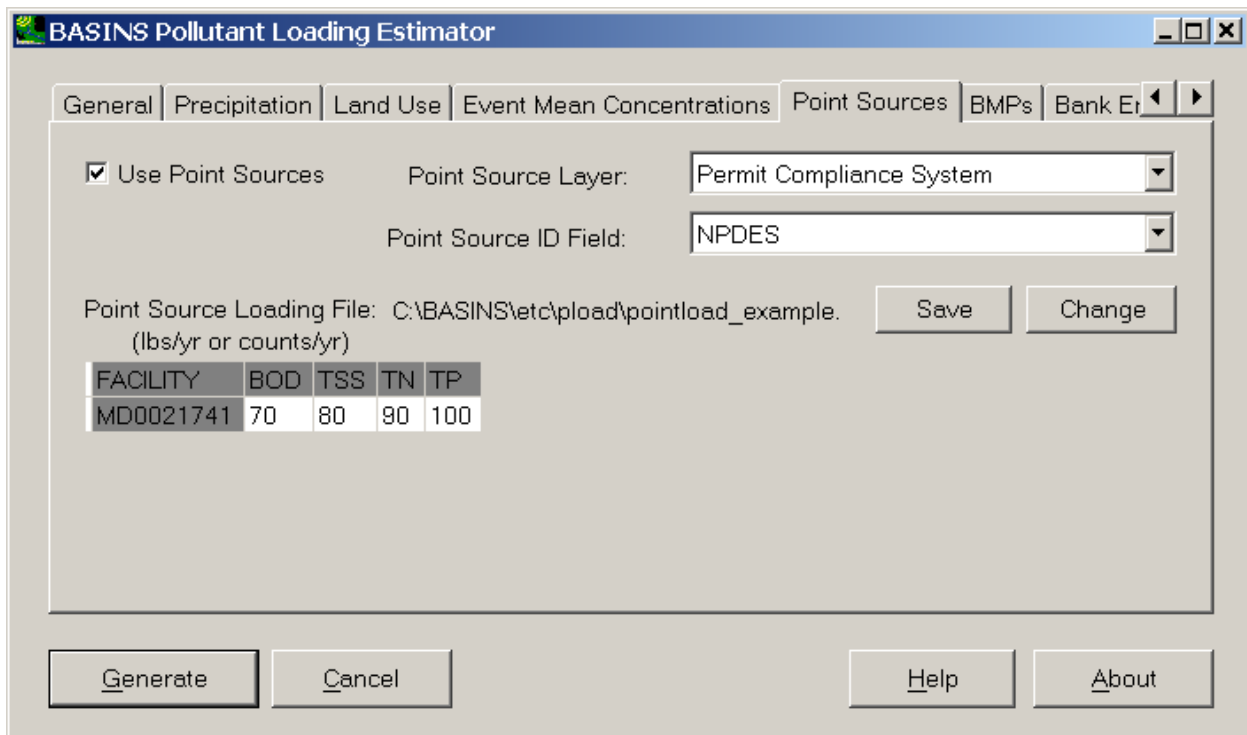 BASINS Pollutant Loading Estimator
General Precipitation Land Use Event Mean Concentrations Point Sources BMPs Bank Er
Use Point Sources Point Source Layer: Permit Compliance System
Point Source ID Field: NPDES
Point Source Loading File: C:\BASINS\etc\pload\pointload_example. Save Change
(lbs/yr or counts/yr)
FACILITY BOD TSS TN TP
MD0021741 70 80 90 100
Generate Cancel Help About